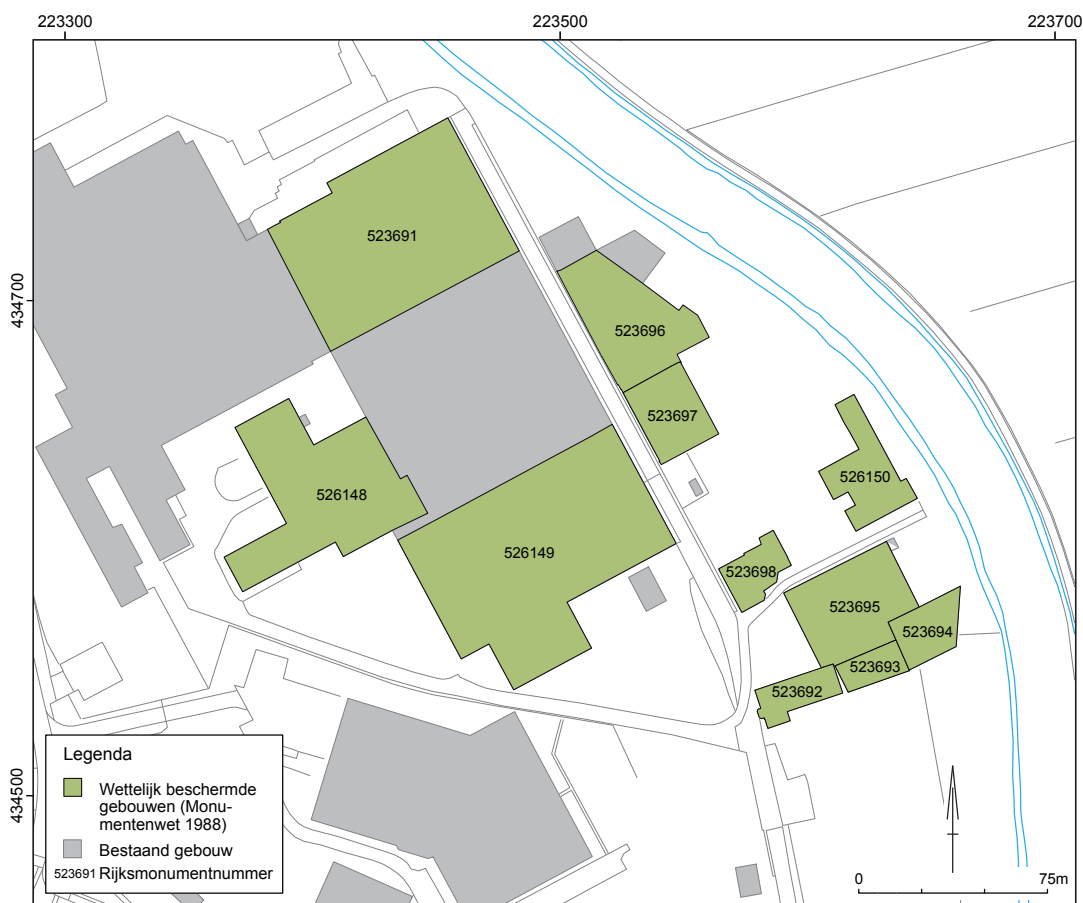 223300 223500 223700
434700
434500
523691
523696
523697
526148
526150
526149
523698
523695
523694
523693
523692
Legenda
Wettelijk beschermde
gebouwen (Monu-
mentenwet 1988)
Bestaand gebouw
523691 Rijksmonumentnummer
0 75m